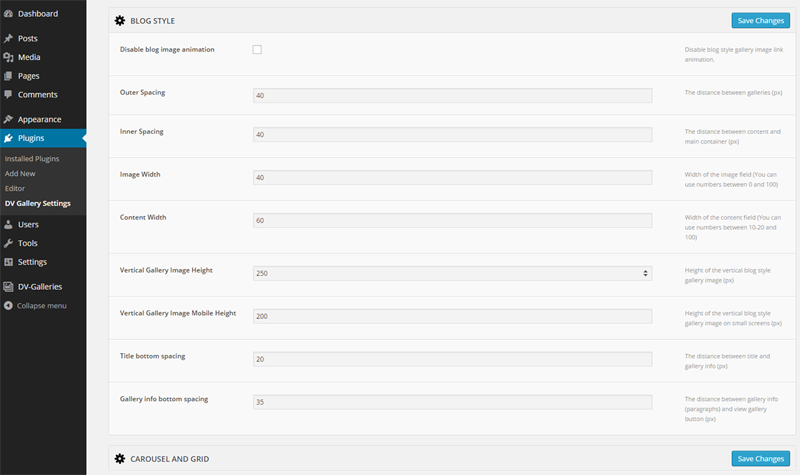 Dashboard
Posts
Media
Pages
Comments
Appearance
Plugins
Installed Plugins
Add New
Editor
DV Gallery Settings
Users
Tools
Settings
DV-Galleries
Collapse menu
BLOG STYLE
Save Changes
Disable blog image animation
Disable blog style gallery image link
animation.
Outer Spacing
40
The distance between galleries (px)
Inner Spacing
40
The distance between content and
main container (px)
Image Width
40
Width of the image field (You can
use numbers between 0 and 100)
Content Width
60
Width of the content field (You can
use numbers between 10-20 and
100)
Vertical Gallery Image Height
250
Height of the vertical blog style
gallery image (px)
Vertical Gallery Image Mobile Height
200
Height of the vertical blog style
gallery image on small screens (px)
Title bottom spacing
20
The distance between title and
gallery info (px)
Gallery info bottom spacing
35
The distance between gallery info
(paragraphs) and view gallery
button (px)
CAROUSEL AND GRID
Save Changes